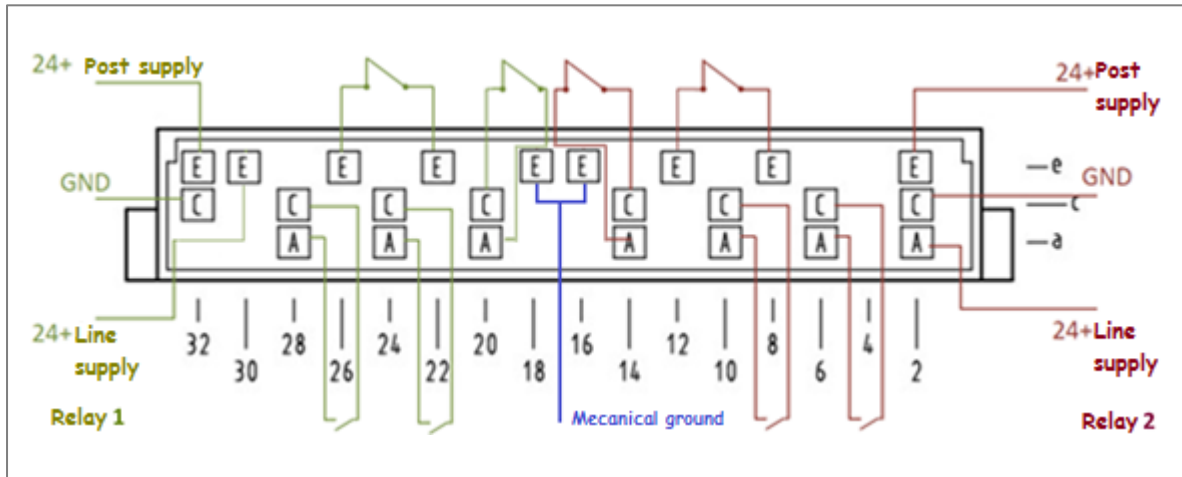 24+ Post supply
24+ Post
supply
E E E E E E E E E
e
GND C C C C C C C C GND
c
A A A A A A A
a
24+ Line
supply
32 28 24 20 16 12 8 4
30 26 22 18 14 10 6 2
24+ Line
supply
Relay 1
Mecanical ground
Relay 2